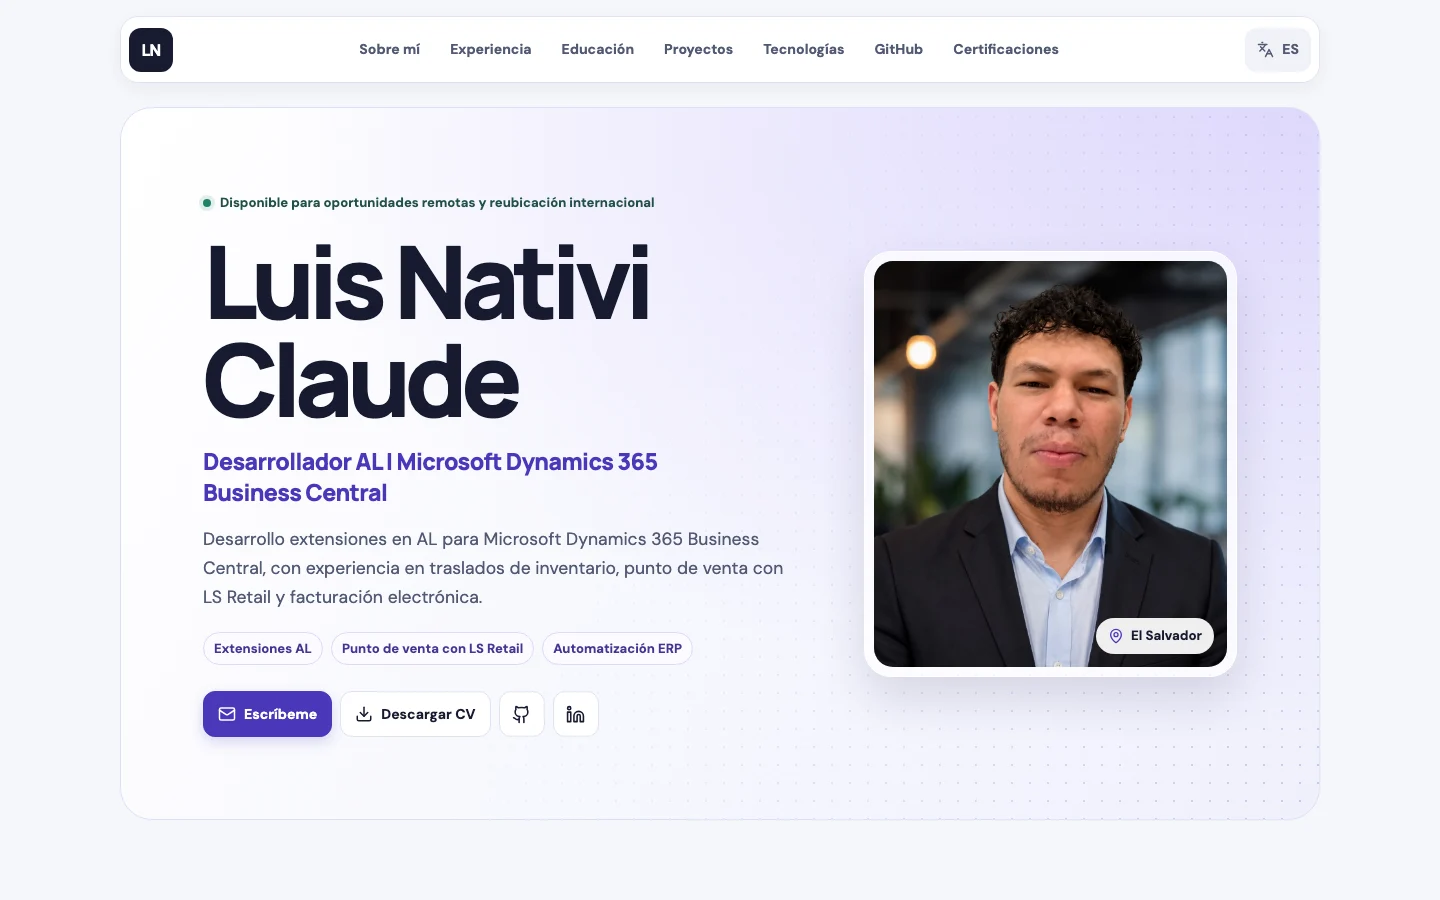 LN
Sobre mí
Experiencia
Educación
Proyectos
Tecnologías
GitHub
Certificaciones
ES
Disponible para oportunidades remotas y reubicación internacional
Luis Nativi
Claude
Desarrollador AL | Microsoft Dynamics 365
Business Central
Desarrollo extensiones en AL para Microsoft Dynamics 365 Business
Central, con experiencia en traslados de inventario, punto de venta con
LS Retail y facturación electrónica.
Extensiones AL
Punto de venta con LS Retail
Automatización ERP
Escríbeme
Descargar CV
El Salvador